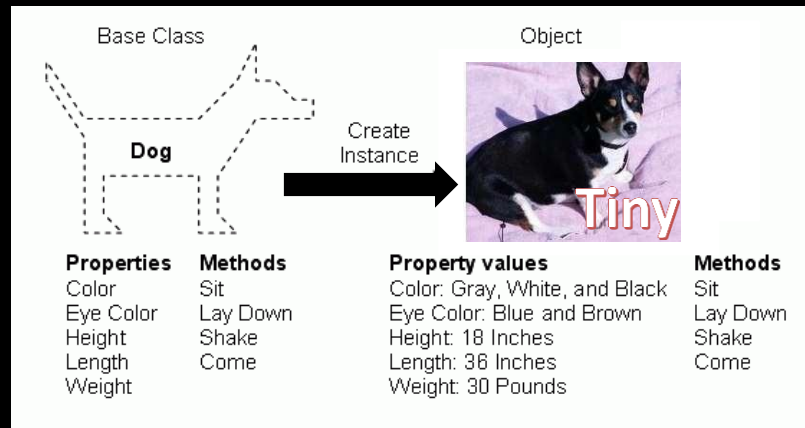 Base Class
Object
Dog
Create
Instance
Tiny
Properties Methods
Color Sit
Eye Color Lay Down
Height Shake
Length Come
Weight
Property values Methods
Color: Gray, White, and Black Sit
Eye Color: Blue and Brown Lay Down
Height: 18 Inches Shake
Length: 36 Inches Come
Weight: 30 Pounds